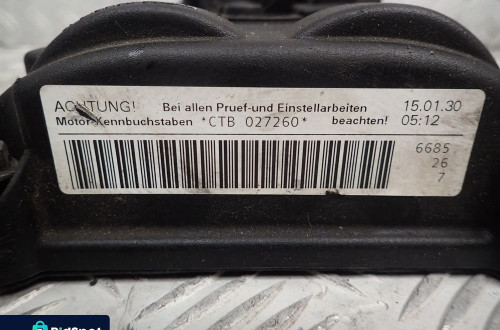 ACHTUNG! Bei allen Pruef-und Einstellarbeiten 15.01.30
Motor-Kennbuchstaben *CTB 027260* beachten! 05:12
6685
26
7
BidSpot